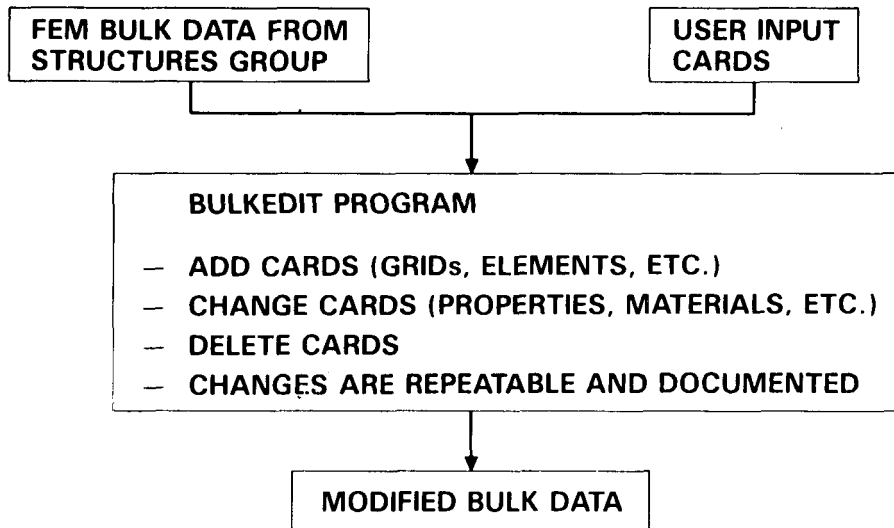 FEM BULK DATA FROM
STRUCTURES GROUP
USER INPUT
CARDS
BULKEDIT PROGRAM
– ADD CARDS (GRIDs, ELEMENTS, ETC.)
– CHANGE CARDS (PROPERTIES, MATERIALS, ETC.)
– DELETE CARDS
– CHANGES ARE REPEATABLE AND DOCUMENTED
MODIFIED BULK DATA